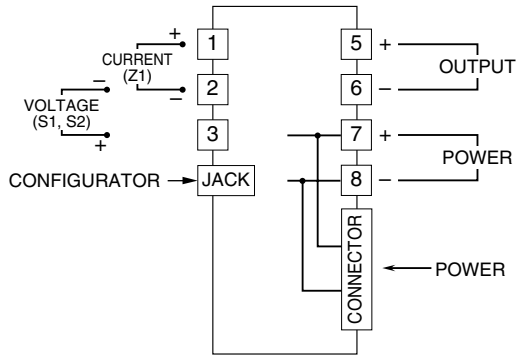 +
CURRENT
(Z1)
–
–
VOLTAGE
(S1, S2)
+
1
2
3
CONFIGURATOR
JACK
5
+
6
–
OUTPUT
7
+
8
–
POWER
CONNECTOR
POWER